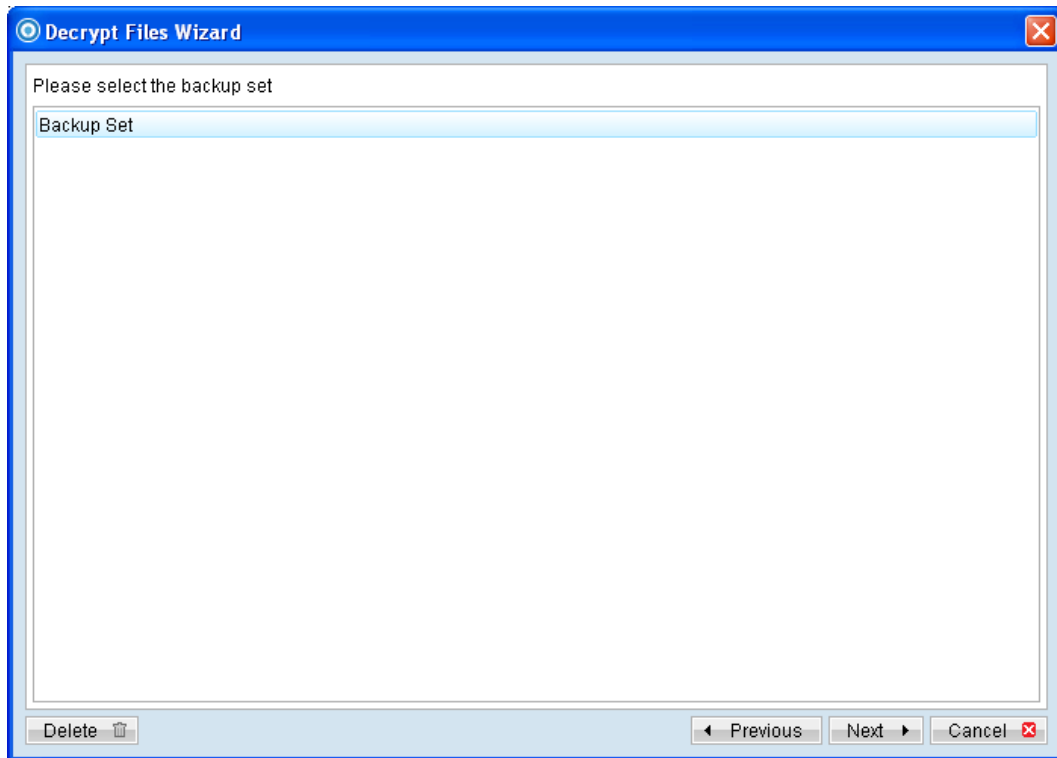 Decrypt Files Wizard
Please select the backup set
Backup Set
Delete
Previous
Next
Cancel